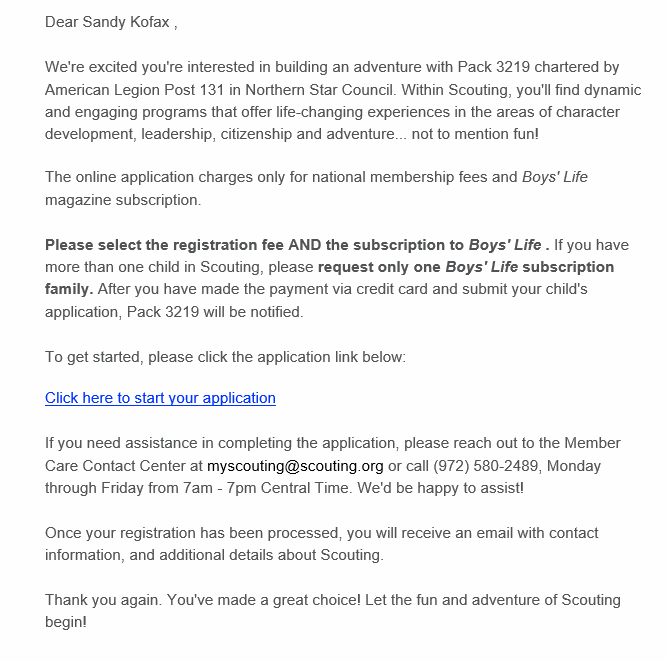 Dear Sandy Kofax ,
We're excited you're interested in building an adventure with Pack 3219 chartered by
American Legion Post 131 in Northern Star Council. Within Scouting, you'll find dynamic
and engaging programs that offer life-changing experiences in the areas of character
development, leadership, citizenship and adventure... not to mention fun!
The online application charges only for national membership fees and Boys' Life
magazine subscription.
Please select the registration fee AND the subscription to Boys' Life . If you have
more than one child in Scouting, please request only one Boys' Life subscription
family. After you have made the payment via credit card and submit your child's
application, Pack 3219 will be notified.
To get started, please click the application link below:
Click here to start your application
If you need assistance in completing the application, please reach out to the Member
Care Contact Center at myscouting@scouting.org or call (972) 580-2489, Monday
through Friday from 7am - 7pm Central Time. We'd be happy to assist!
Once your registration has been processed, you will receive an email with contact
information, and additional details about Scouting.
Thank you again. You've made a great choice! Let the fun and adventure of Scouting
begin!